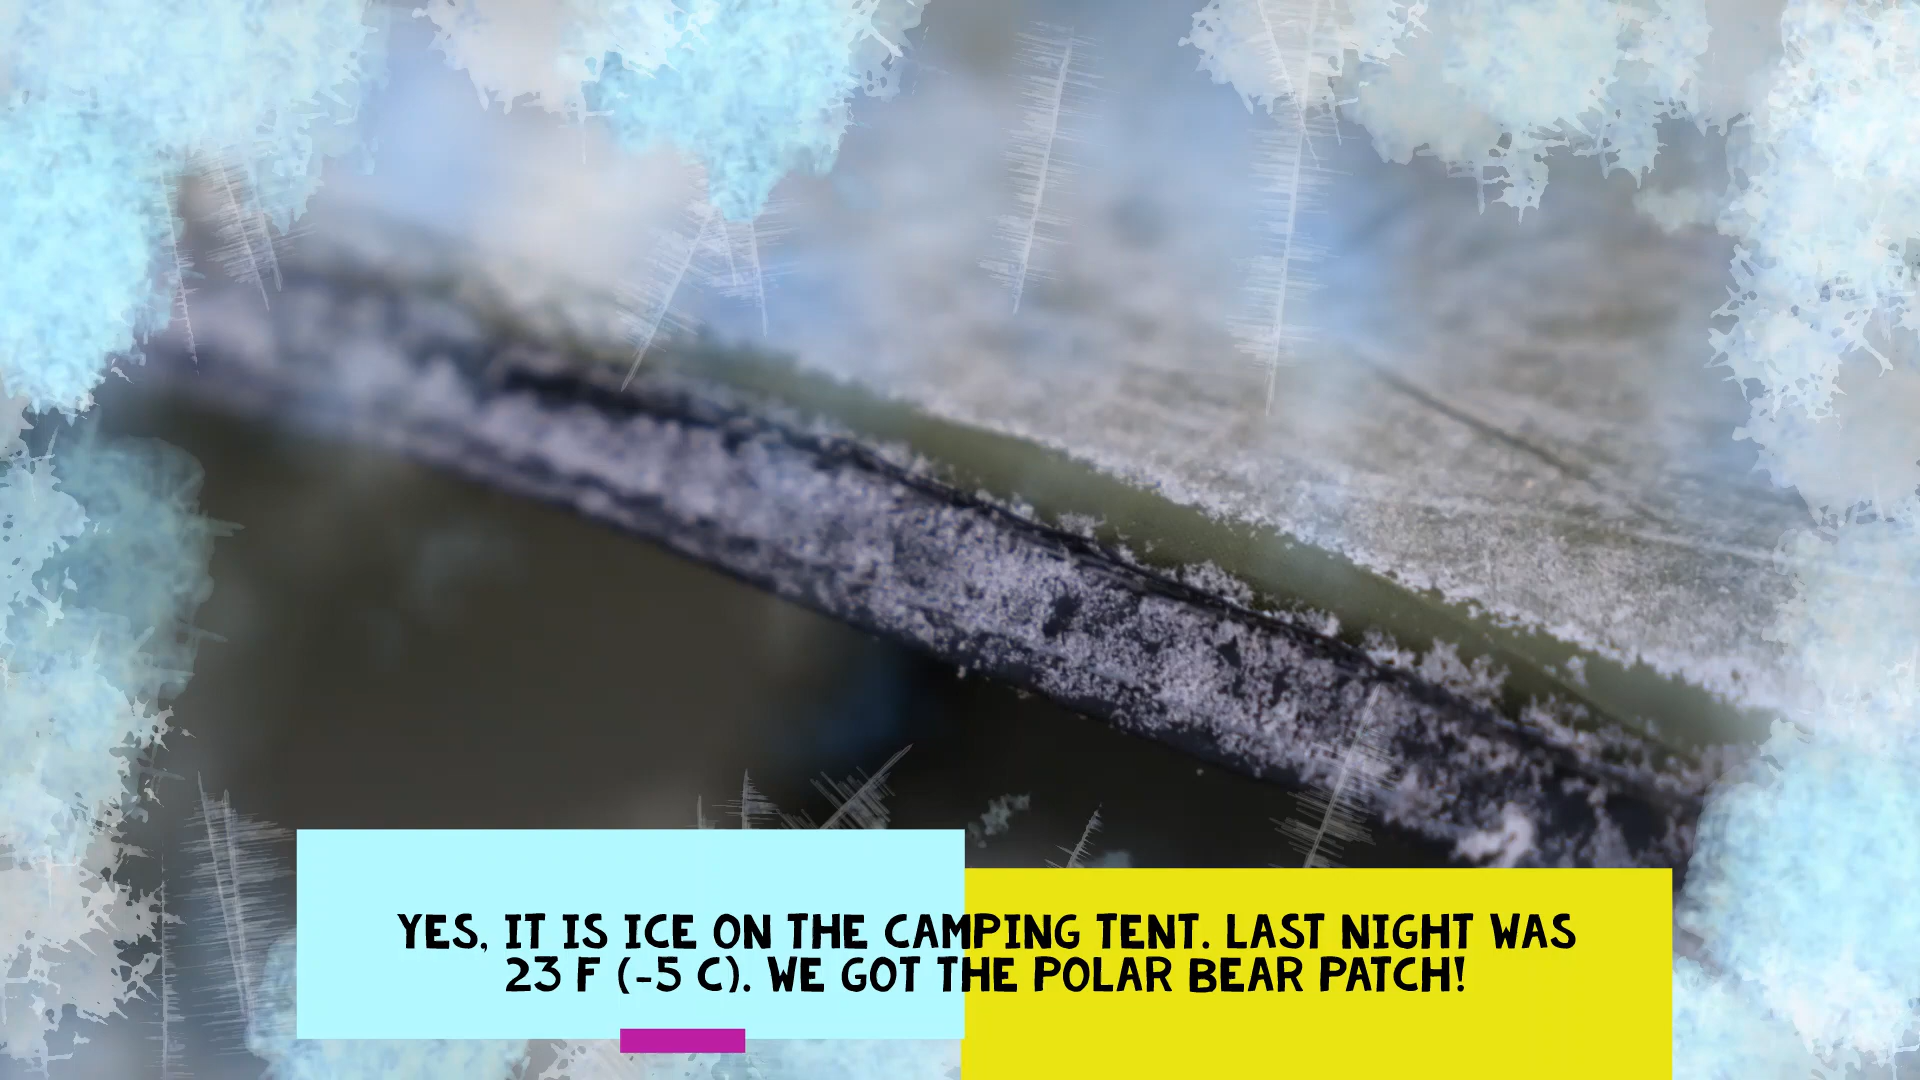 YES, IT IS ICE ON THE CAMPING TENT. LAST NIGHT WAS
23 F (-5 C). WE GOT THE POLAR BEAR PATCH!